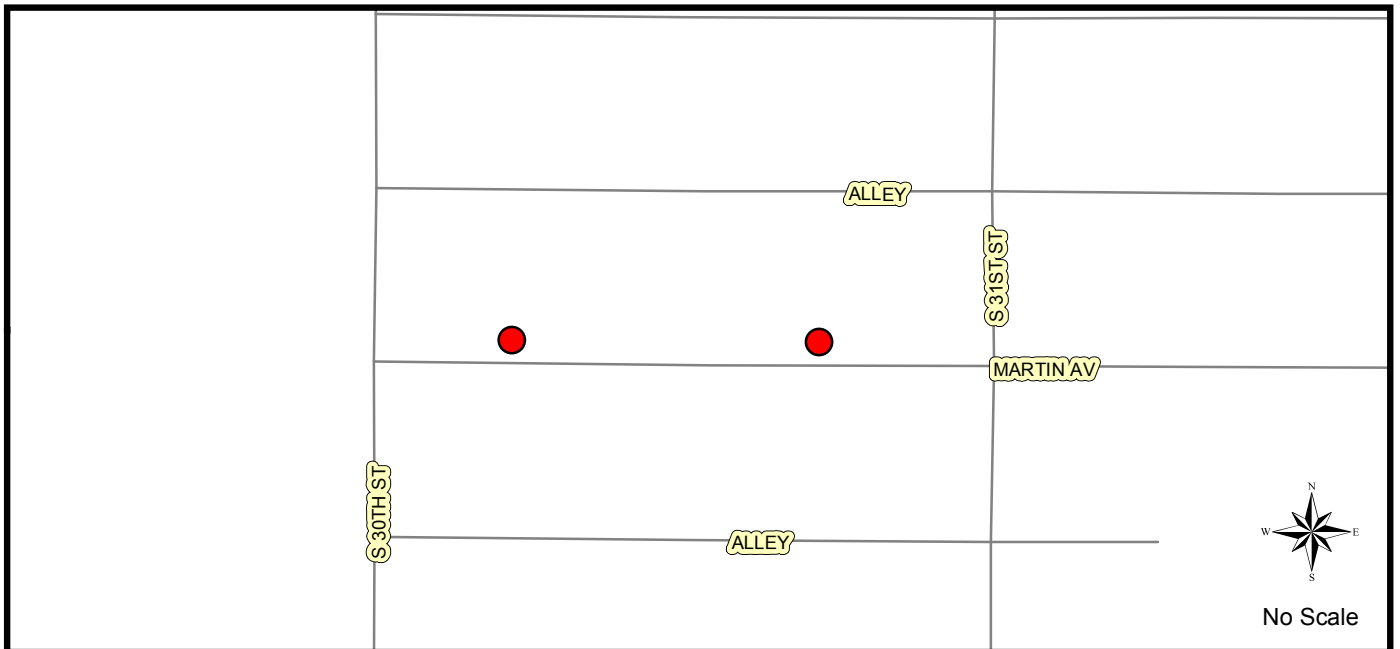 ALLEY
S 31ST ST
MARTIN AV
S 30TH ST
ALLEY
N
W
E
S
No Scale